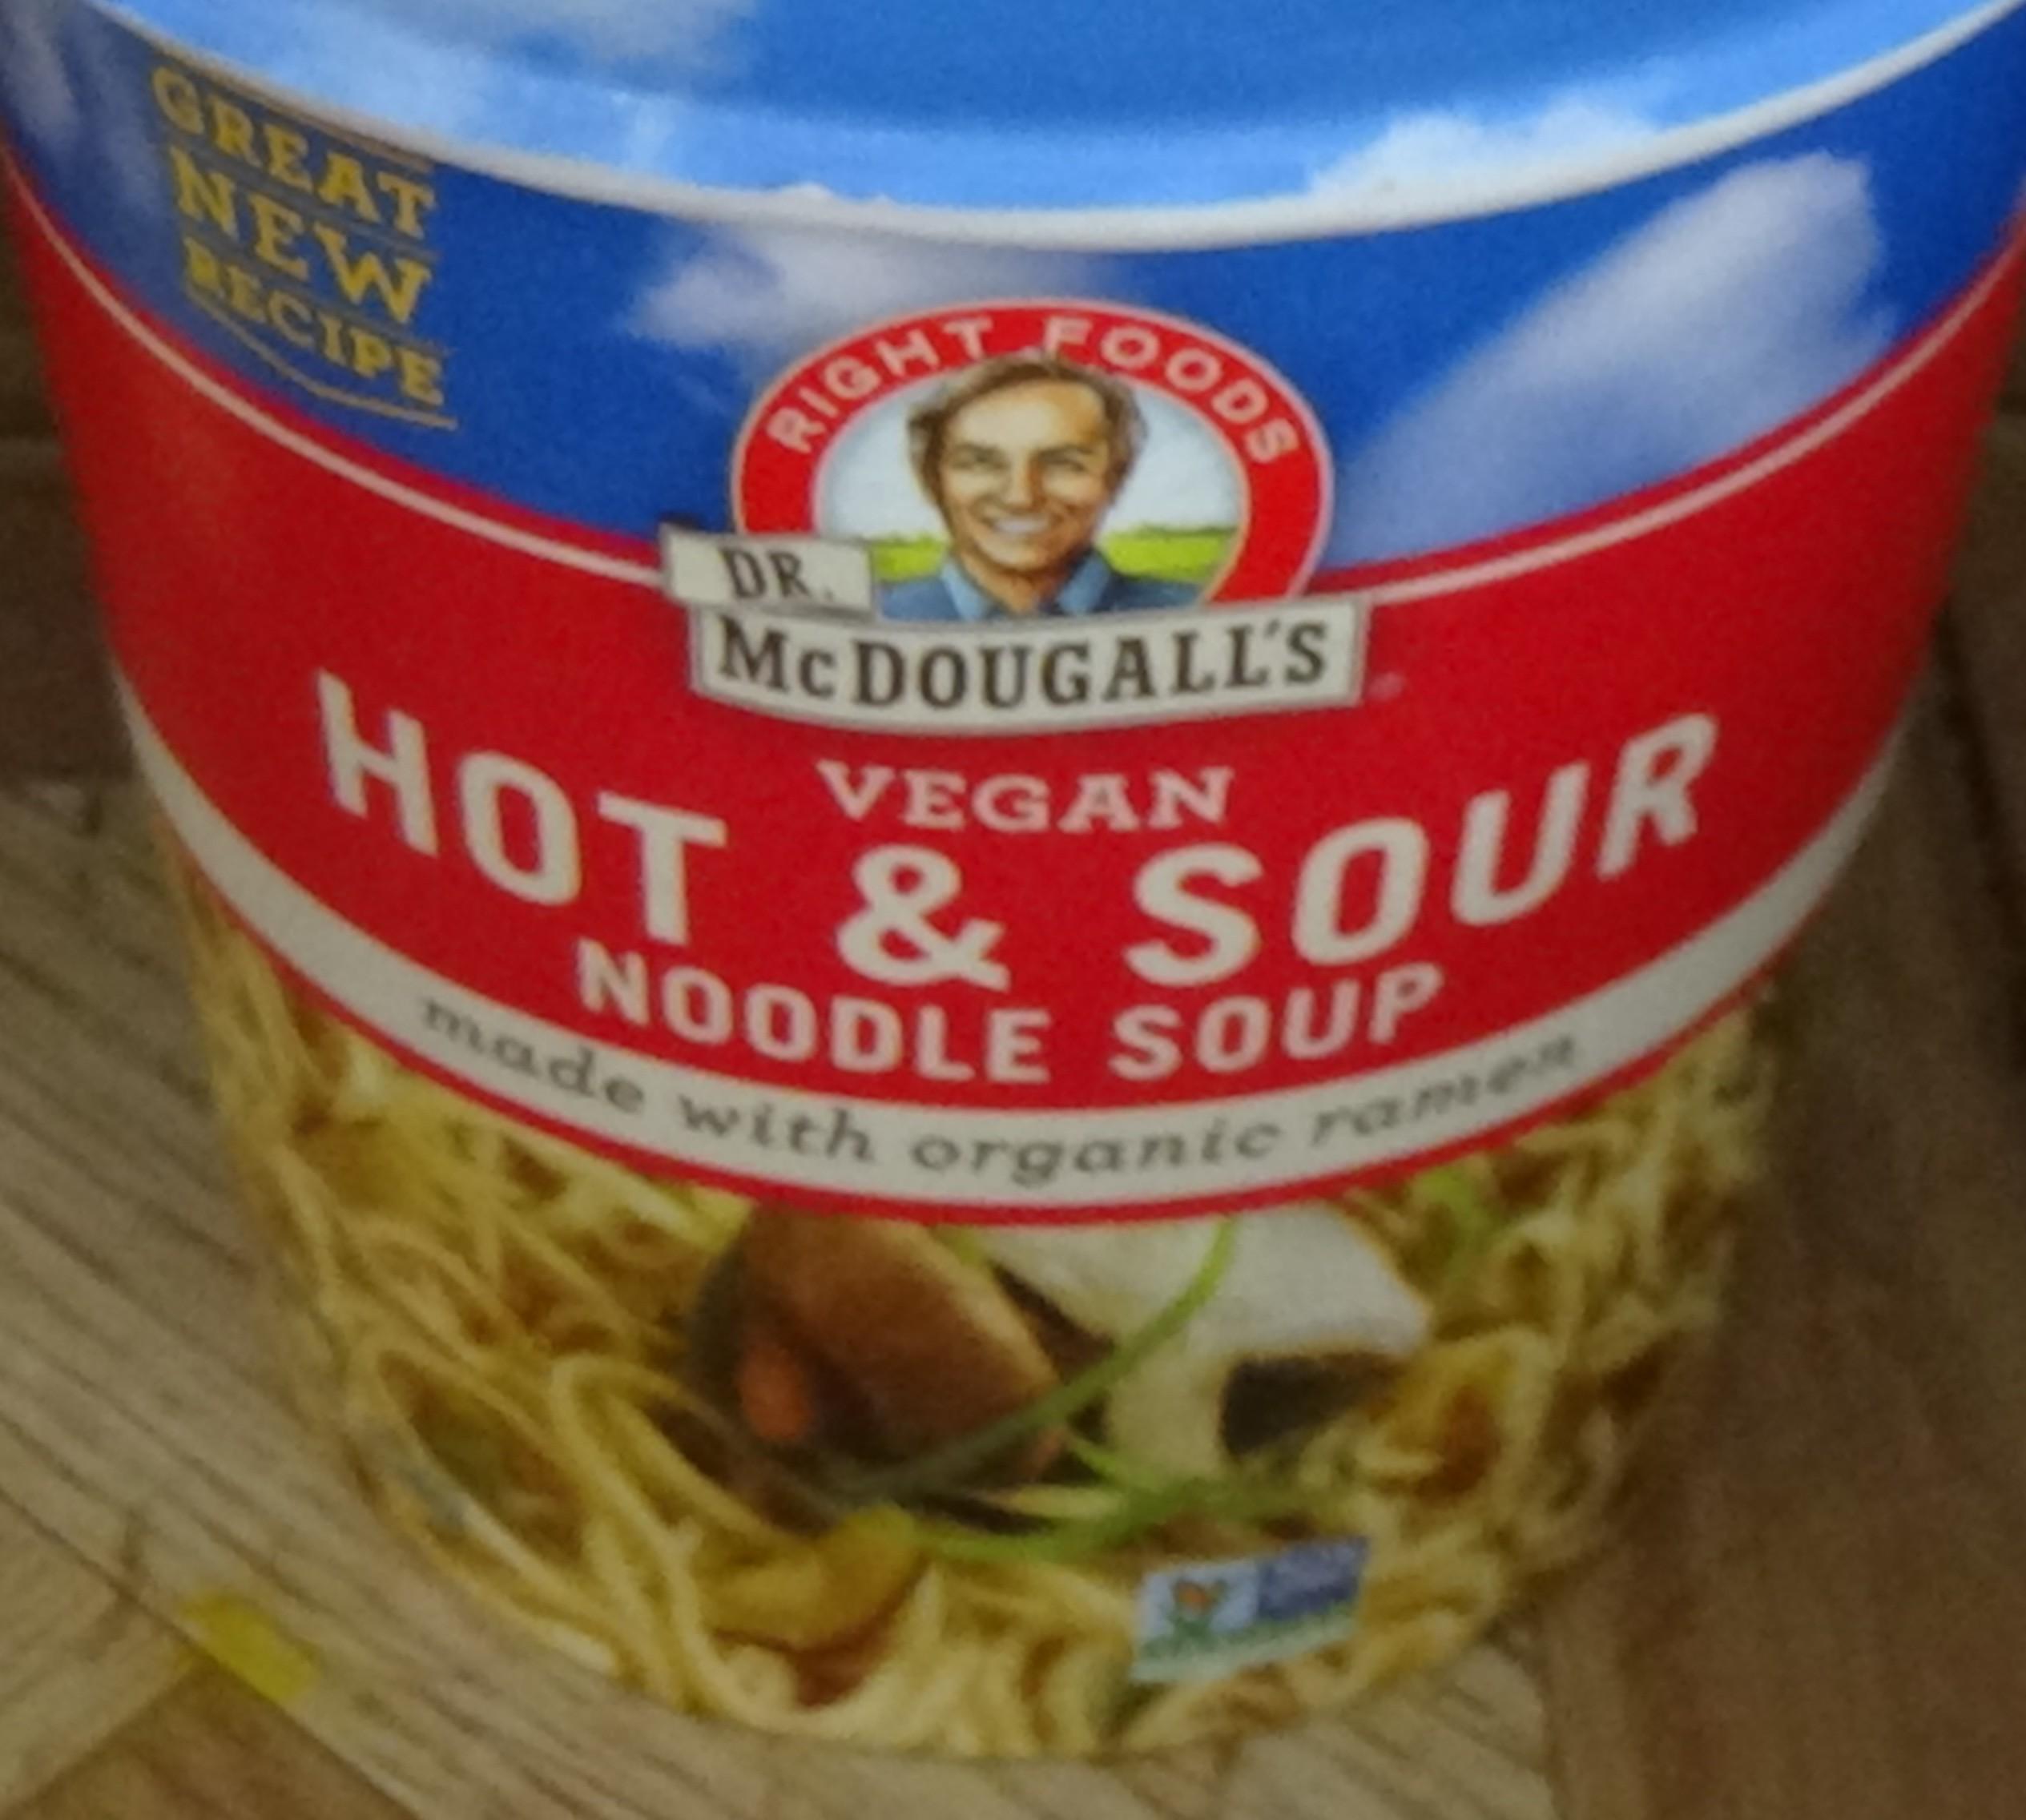 GREAT
NEW
RECIPE
RIGHT FOODS
DR.
McDOUGALL'S
VEGAN
HOT & SOUR
NOODLE SOUP
made with organic ramen